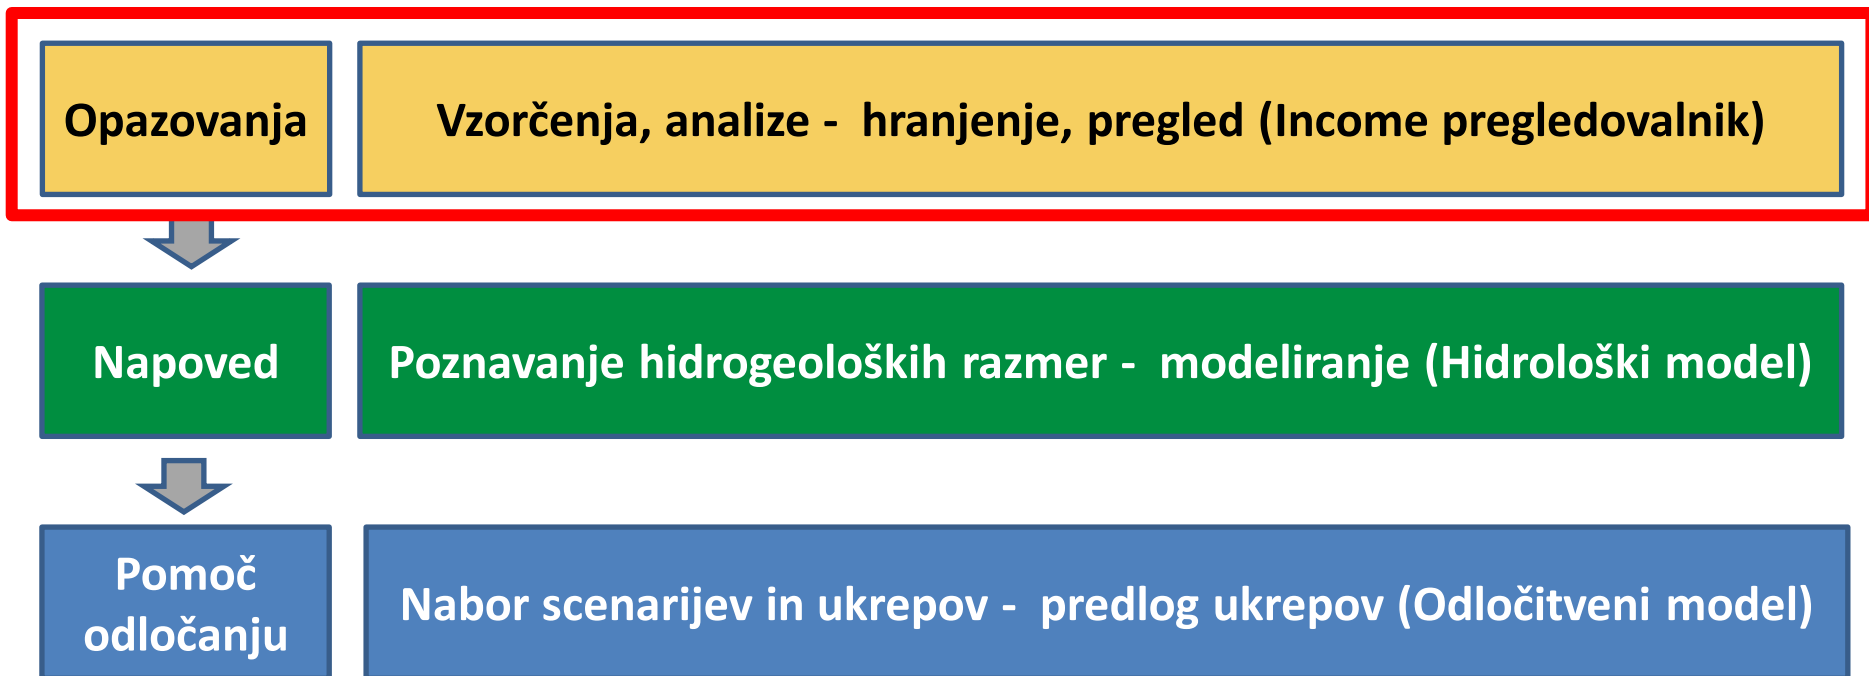 Opazovanja
Vzorčenja, analize - hranjenje, pregled (Income pregledovalnik)
Napoved
Poznavanje hidrogeoloških razmer - modeliranje (Hidrološki model)
Pomoč
odločanju
Nabor scenarijev in ukrepov - predlog ukrepov (Odločitveni model)